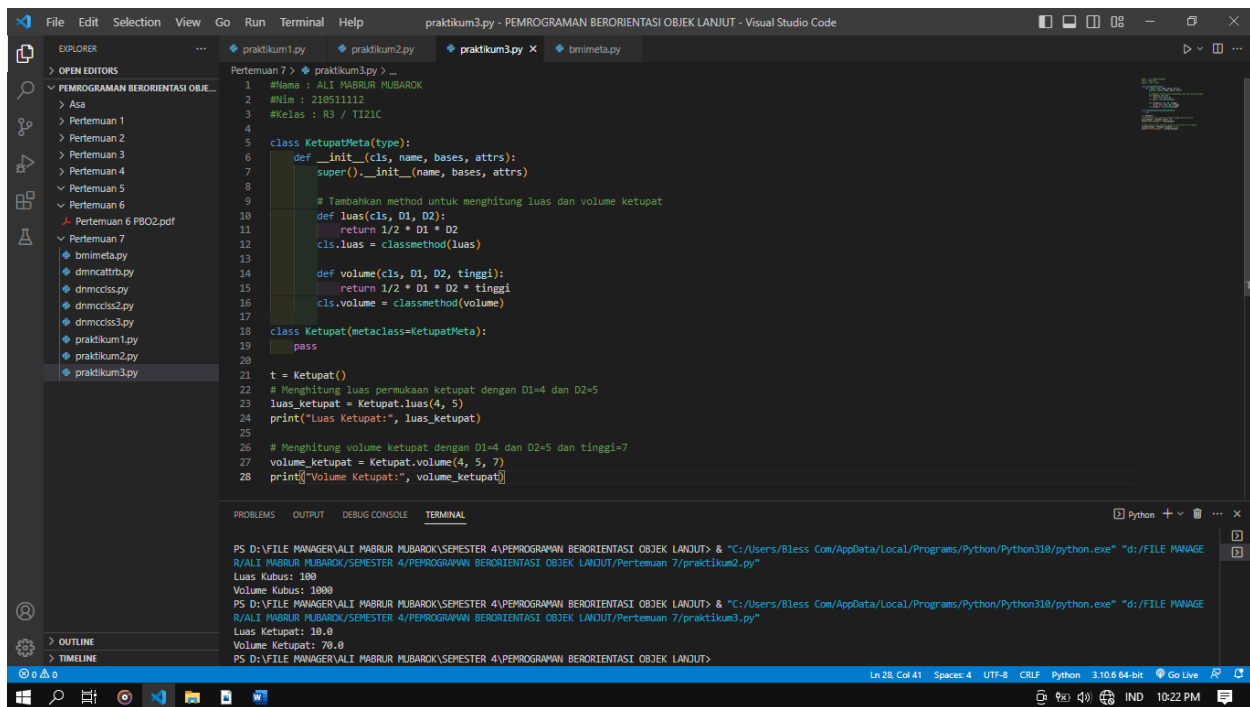 File Edit Selection View Go Run Terminal Help praktikum3.py - PEMROGRAMAN BERORIENTASI OBJEK LANJUT - Visual Studio Code
EXPLORER
OPEN EDITORS
PEMROGRAMAN BERORIENTASI OBJE...
Asa
Pertemuan 1
Pertemuan 2
Pertemuan 3
Pertemuan 4
Pertemuan 5
Pertemuan 6
Pertemuan 6 PBO2.pdf
Pertemuan 7
bmimeta.py
dmncattrb.py
dnmcclss.py
dnmcclss2.py
dnmcclss3.py
praktikum1.py
praktikum2.py
praktikum3.py
OUTLINE
TIMELINE
praktikum1.py praktikum2.py praktikum3.py bmimeta.py
Pertemuan 7 > praktikum3.py > ...
1 #Nama : ALI MABRUR MUBAROK
2 #Nim : 210511112
3 #Kelas : R3 / TI21C
4
5 class KetupatMeta(type):
6 def __init__(cls, name, bases, attrs):
7 super().__init__(name, bases, attrs)
8
9 # Tambahkan method untuk menghitung luas dan volume ketupat
10 def luas(cls, D1, D2):
11 return 1/2 * D1 * D2
12 cls.luas = classmethod(luas)
13
14 def volume(cls, D1, D2, tinggi):
15 return 1/2 * D1 * D2 * tinggi
16 cls.volume = classmethod(volume)
17
18 class Ketupat(metaclass=KetupatMeta):
19 pass
20
21 t = Ketupat()
22 # Menghitung luas permukaan ketupat dengan D1=4 dan D2=5
23 luas_ketupat = Ketupat.luas(4, 5)
24 print("Luas Ketupat:", luas_ketupat)
25
26 # Menghitung volume ketupat dengan D1=4 dan D2=5 dan tinggi=7
27 volume_ketupat = Ketupat.volume(4, 5, 7)
28 print("Volume Ketupat:", volume_ketupat)
PROBLEMS OUTPUT DEBUG CONSOLE TERMINAL Python
PS D:\FILE MANAGER\ALI MABRUR MUBAROK\SEMESTER 4\PEMROGRAMAN BERORIENTASI OBJEK LANJUT> & "C:/Users/Bless Com/AppData/Local/Programs/Python/Python310/python.exe" "d:/FILE MANAGE
R/ALI MABRUR MUBAROK/SEMESTER 4/PEMROGRAMAN BERORIENTASI OBJEK LANJUT/Pertemuan 7/praktikum2.py"
Luas Kubus: 100
Volume Kubus: 1000
PS D:\FILE MANAGER\ALI MABRUR MUBAROK\SEMESTER 4\PEMROGRAMAN BERORIENTASI OBJEK LANJUT> & "C:/Users/Bless Com/AppData/Local/Programs/Python/Python310/python.exe" "d:/FILE MANAGE
R/ALI MABRUR MUBAROK/SEMESTER 4/PEMROGRAMAN BERORIENTASI OBJEK LANJUT/Pertemuan 7/praktikum3.py"
Luas Ketupat: 10.0
Volume Ketupat: 70.0
PS D:\FILE MANAGER\ALI MABRUR MUBAROK\SEMESTER 4\PEMROGRAMAN BERORIENTASI OBJEK LANJUT>
0 0 Ln 28, Col 41 Spaces: 4 UTF-8 CRLF Python 3.10.6 64-bit Go Live
IND 10:22 PM